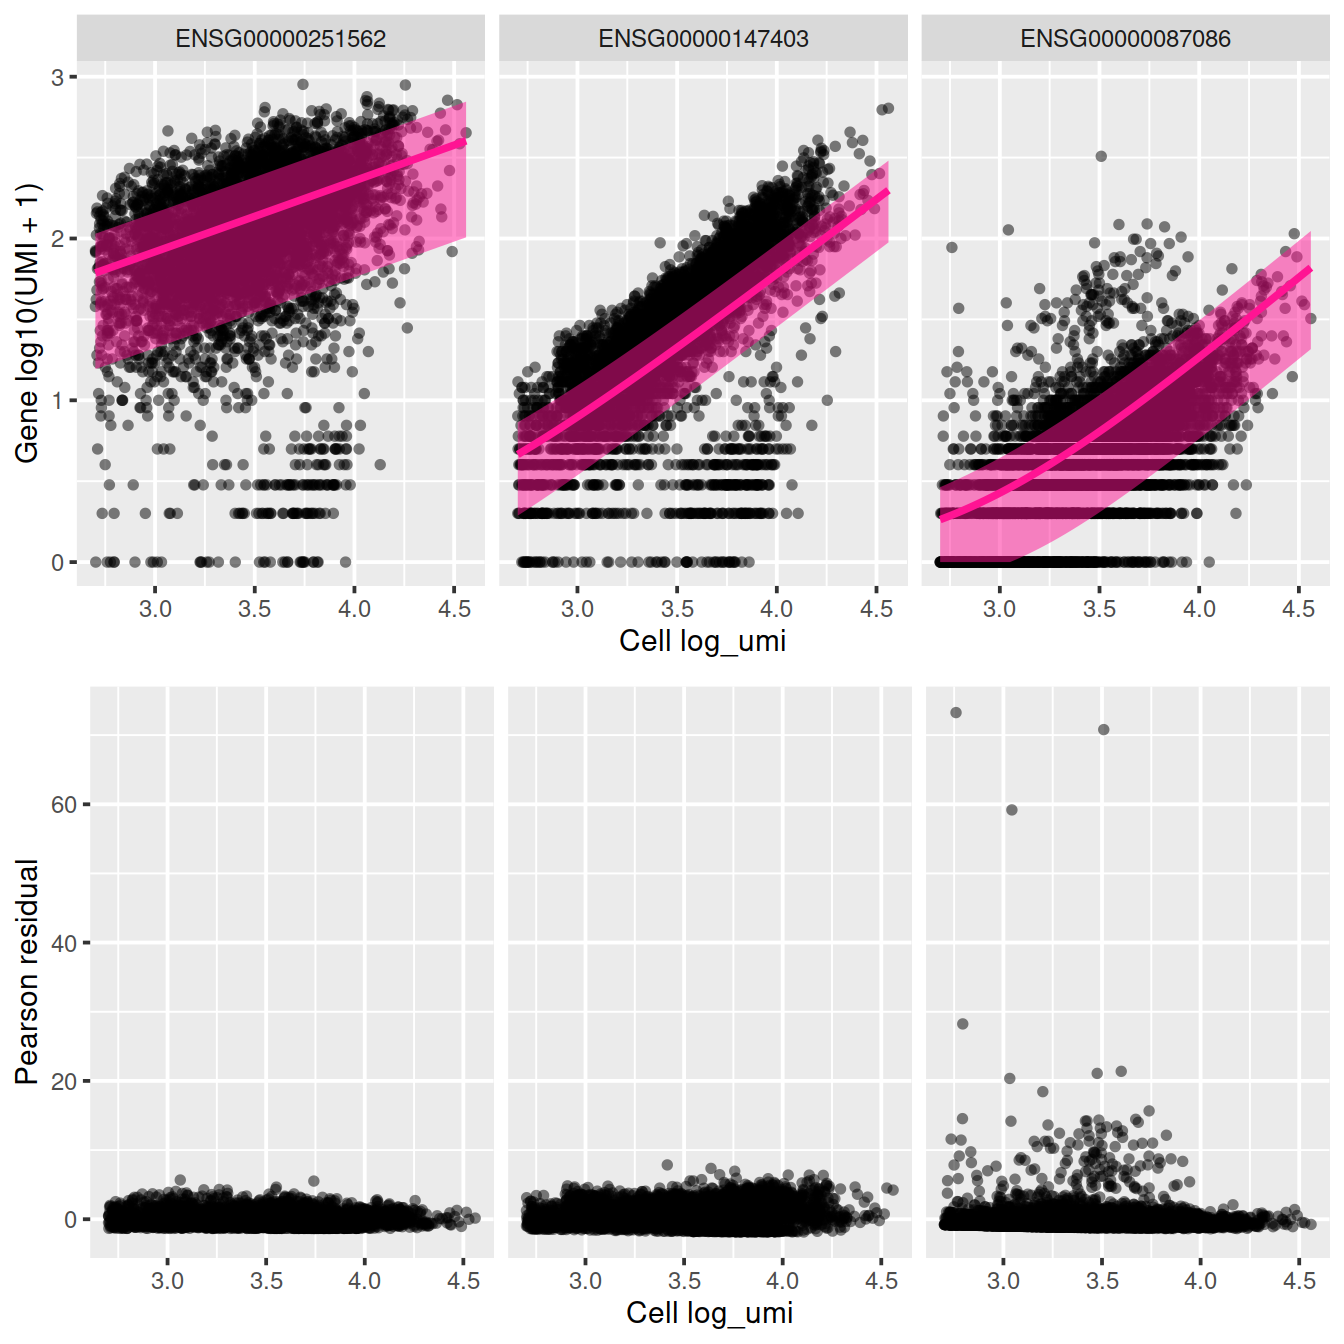 ENSG00000251562 ENSG00000147403 ENSG00000087086
Gene log10(UMI + 1)
3
2
1
0
3.0 3.5 4.0 4.5 3.0 3.5 4.0 4.5 3.0 3.5 4.0 4.5
Cell log_umi
Pearson residual
60
40
20
0
3.0 3.5 4.0 4.5 3.0 3.5 4.0 4.5 3.0 3.5 4.0 4.5
Cell log_umi